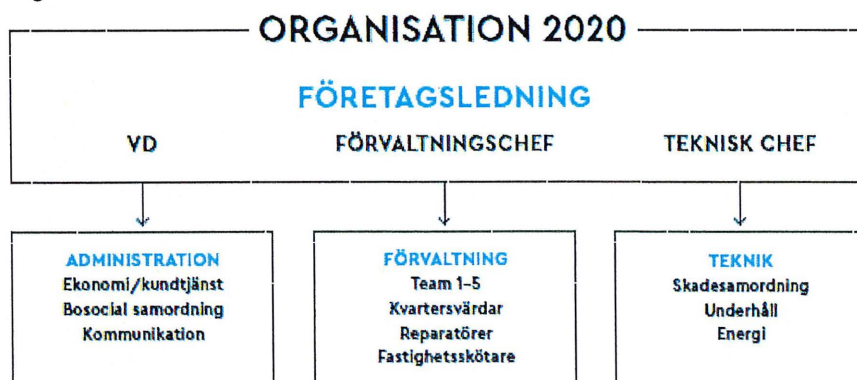 ORGANISATION 2020
FÖRETAGSLEDNING
VD
FÖRVALTNINGSCHEF
TEKNISK CHEF
ADMINISTRATION
Ekonomi/kundtjänst
Bosocial samordning
Kommunikation
FÖRVALTNING
Team 1–5
Kvartersvärdar
Reparatörer
Fastighetsskötare
TEKNIK
Skadesamordning
Underhåll
Energi